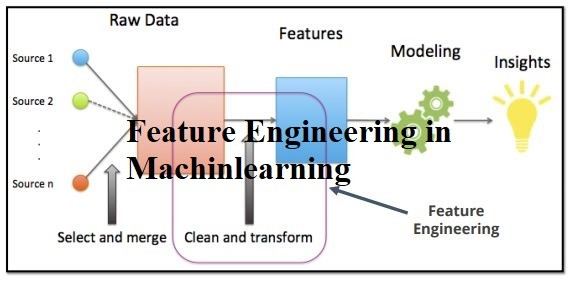 Raw Data
Features
Modeling
Insights
Source 1
Source 2
.
.
.
Source n
Feature Engineering in
Machinlearning
Select and merge
Clean and transform
Feature
Engineering